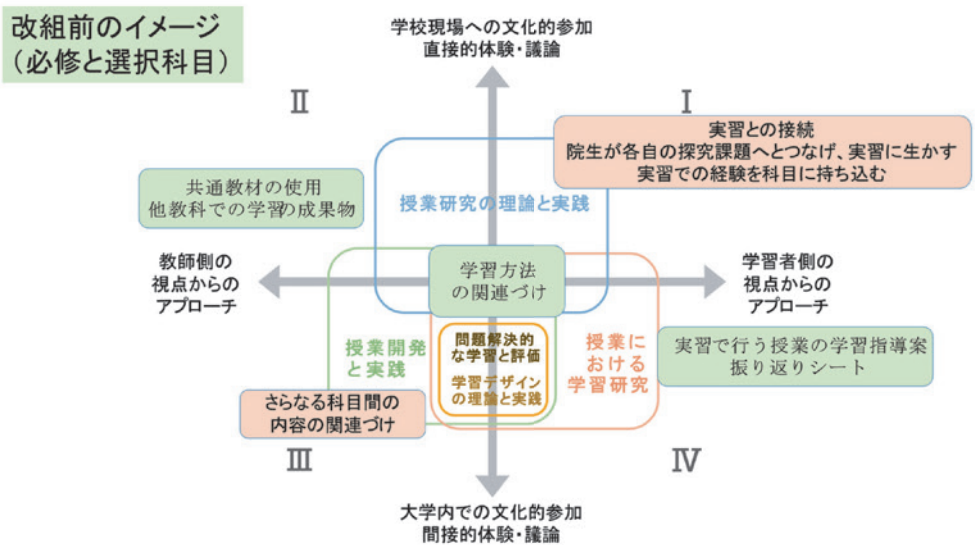 改組前のイメージ
（必修と選択科目）
学校現場への文化的参加
直接的体験・議論
Ⅱ
Ⅰ
実習との接続
院生が各自の探究課題へとつなげ、実習に生かす
実習での経験を科目に持ち込む
共通教材の使用
他教科での学習の成果物
授業研究の理論と実践
教師側の
視点からの
アプローチ
学習方法
の関連づけ
学習者側の
視点からの
アプローチ
授業開発
と実践
問題解決的
な学習と評価
学習デザイン
の理論と実践
授業に
おける
学習研究
実習で行う授業の学習指導案
振り返りシート
さらなる科目間の
内容の関連づけ
Ⅲ
Ⅳ
大学内での文化的参加
間接的体験・議論